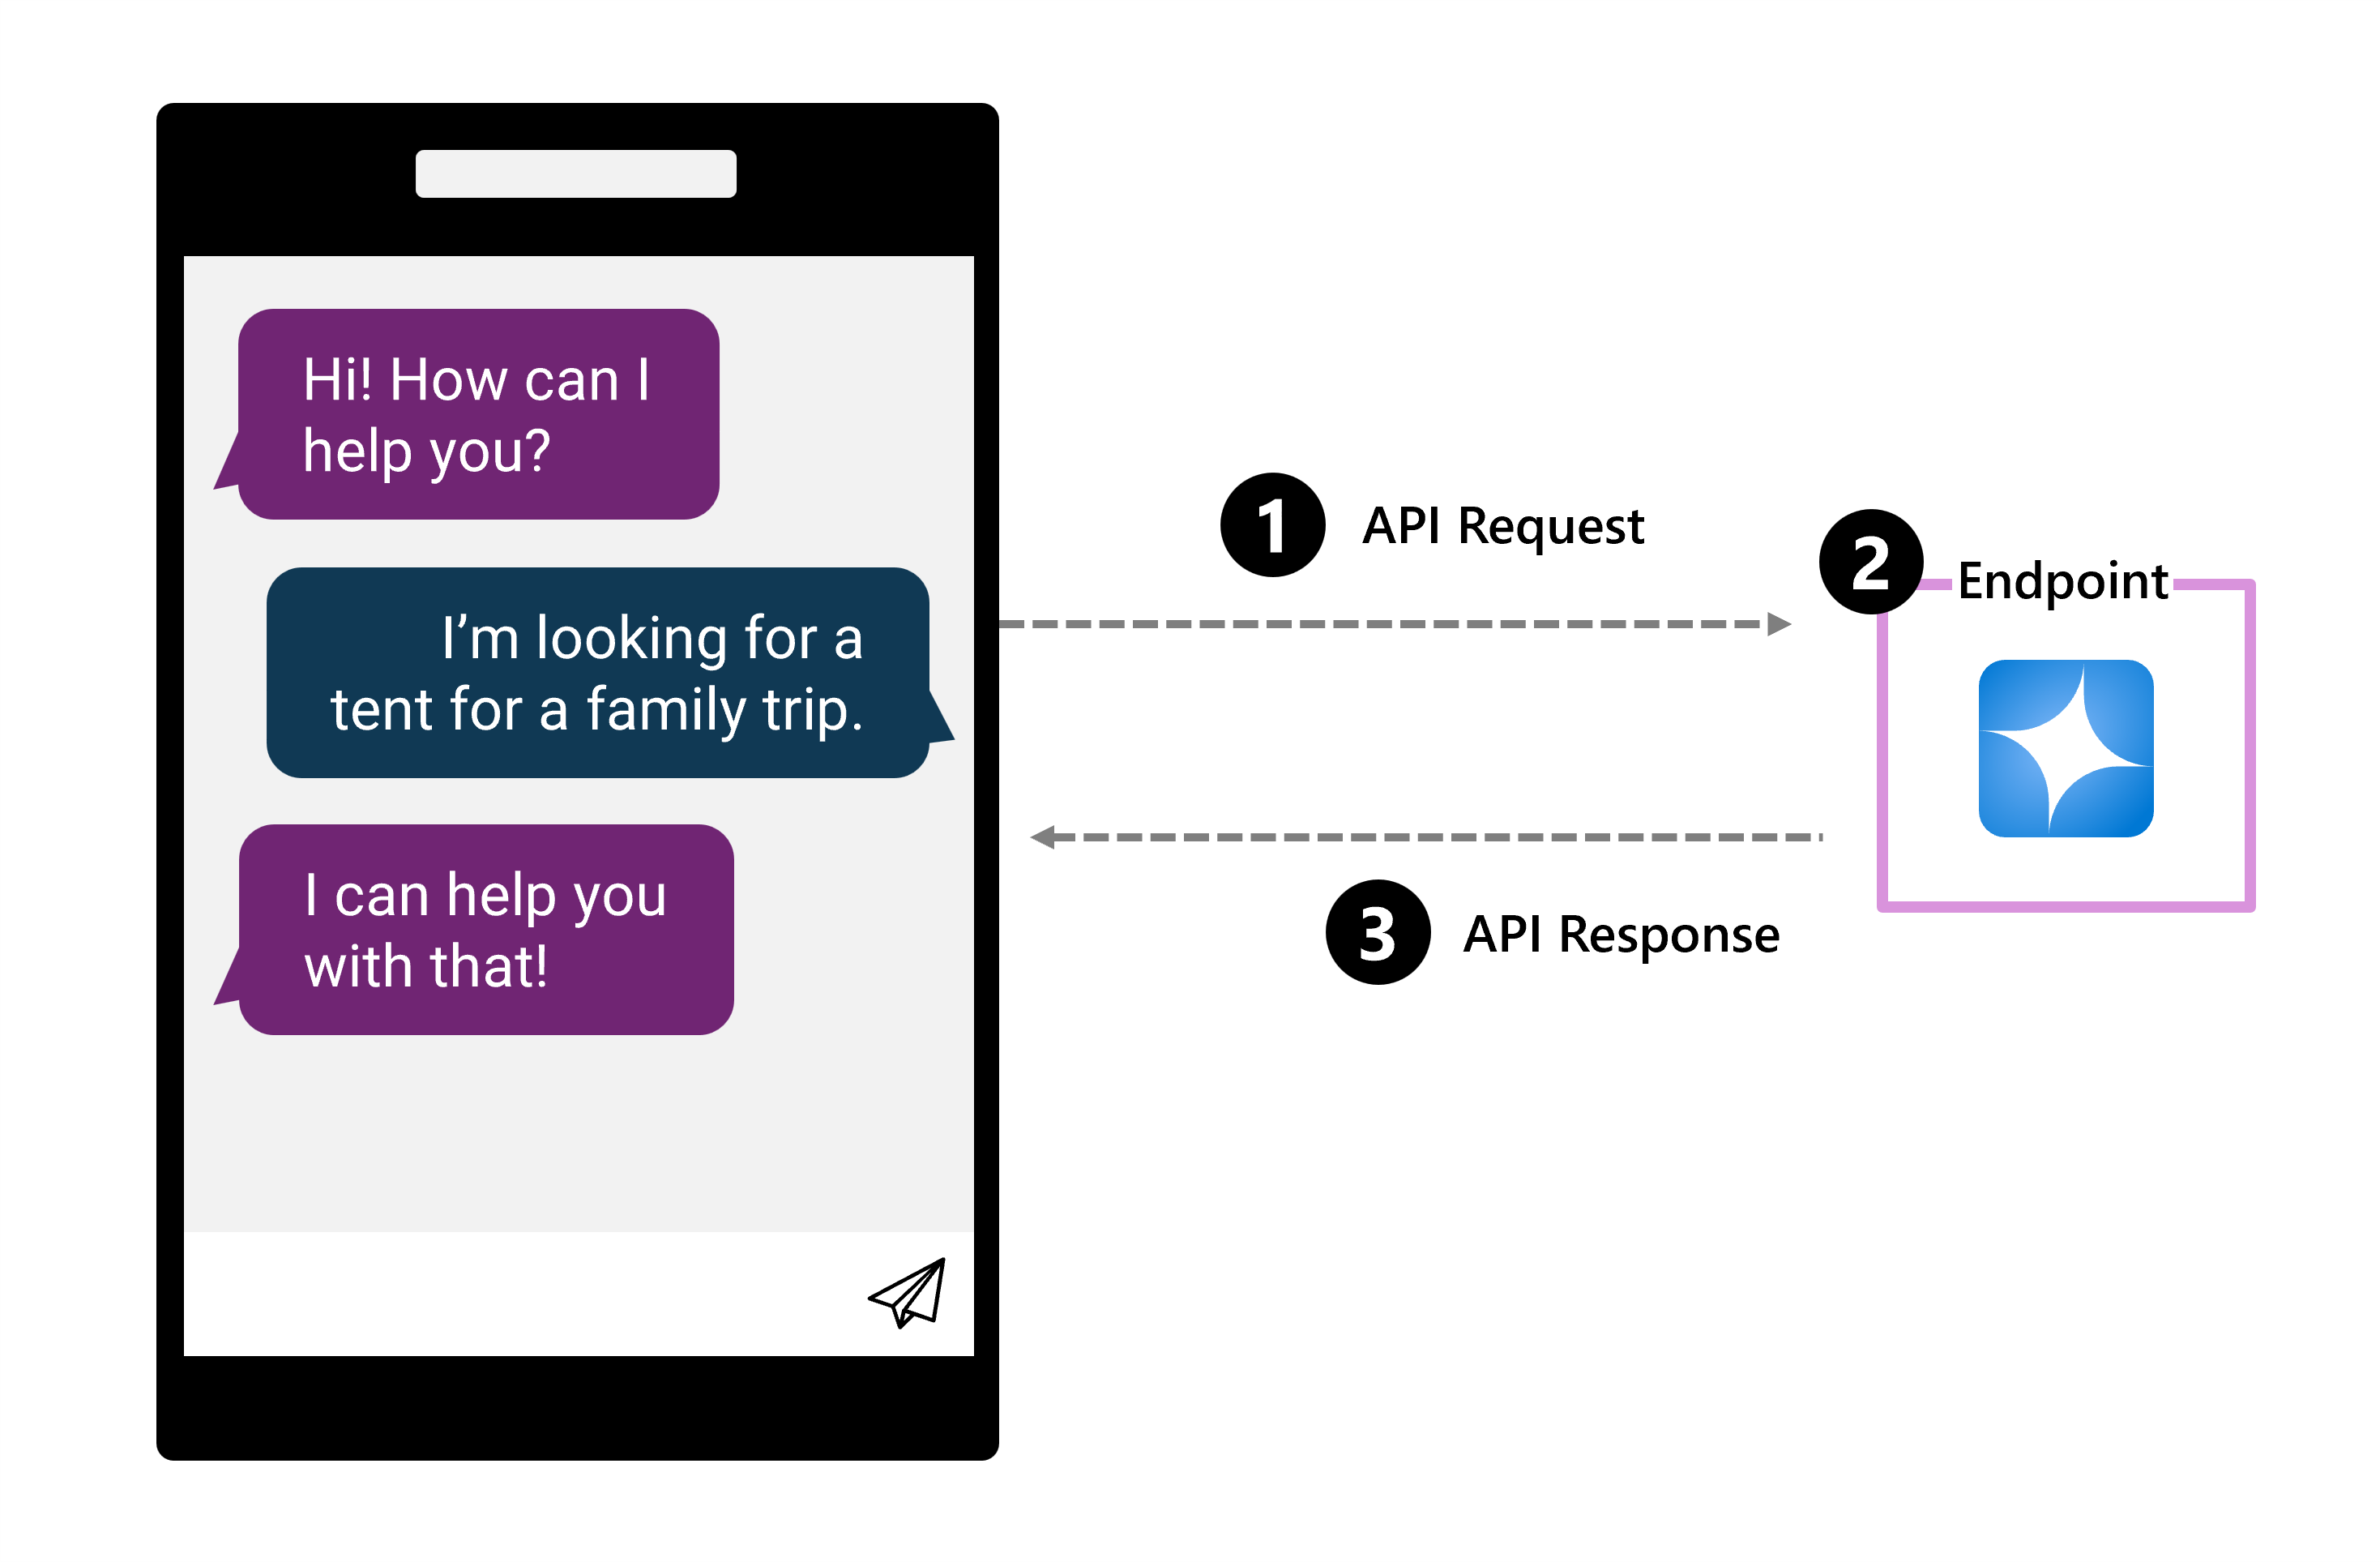 Hi! How can I
help you?
I’m looking for a
tent for a family trip.
I can help you
with that!
1 API Request
2 Endpoint
3 API Response